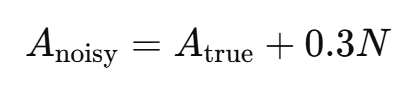 A_noisy = A_true + 0.3N